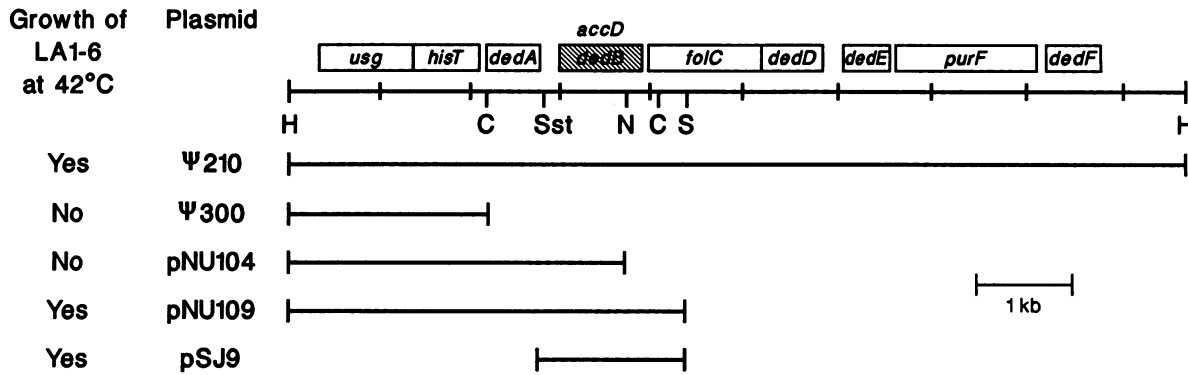 Growth of LA1-6 at 42°C
Plasmid
accD
usg hisT dedA dedB folC dedD dedE purF dedF
H C Sst N C S H
Yes Ψ210
No Ψ300
No pNU104
Yes pNU109
1 kb
Yes pSJ9